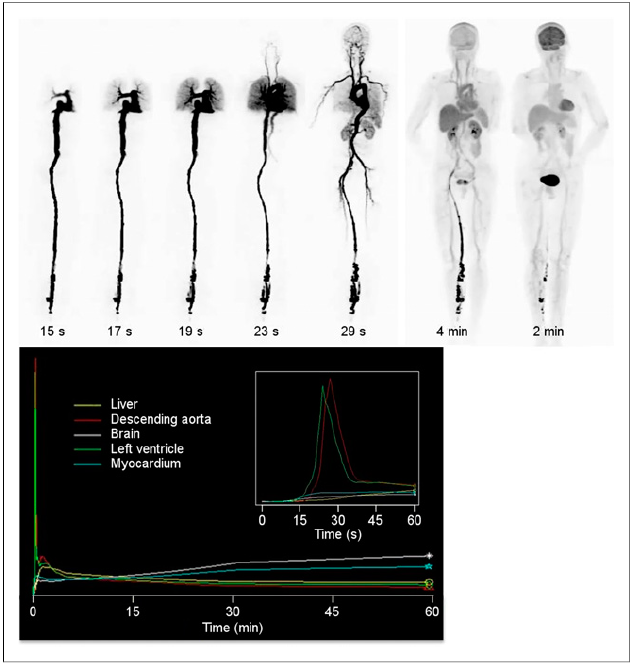 15 s 17 s 19 s 23 s 29 s 4 min 2 min
Liver
Descending aorta
Brain
Left ventricle
Myocardium
0 15 30 45 60
Time (s)
0 15 30 45 60
Time (min)